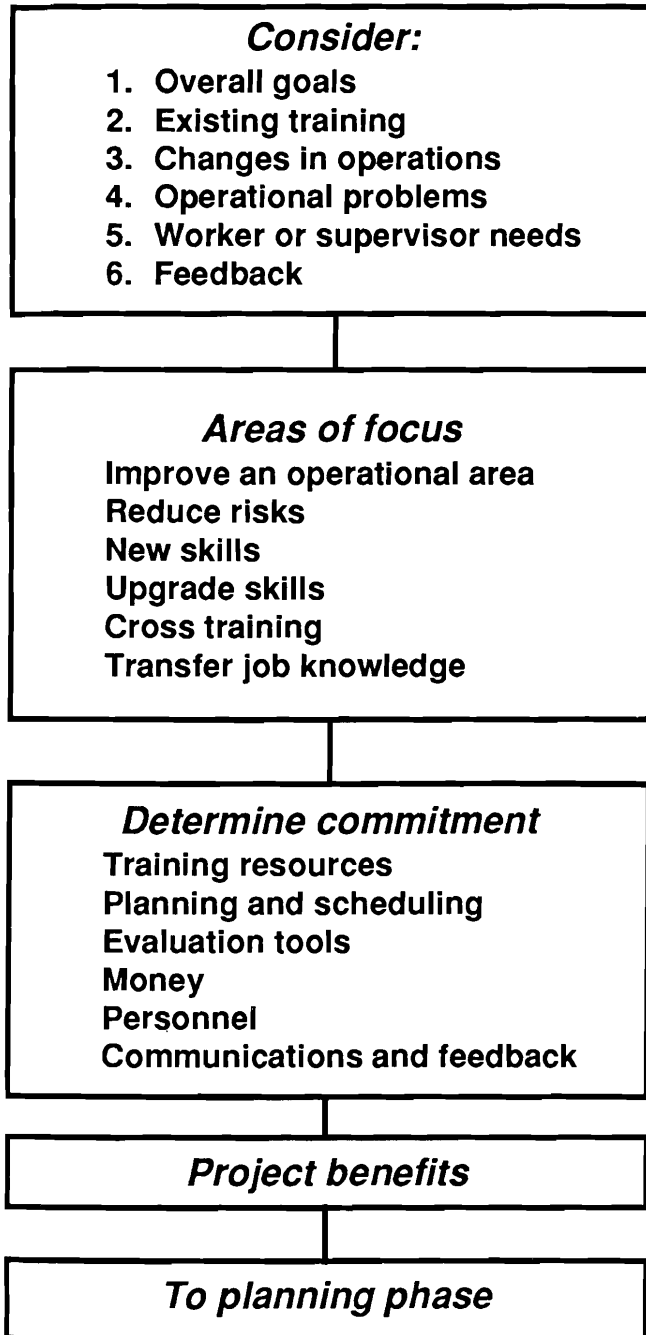 Consider:
1. Overall goals
2. Existing training
3. Changes in operations
4. Operational problems
5. Worker or supervisor needs
6. Feedback
Areas of focus
Improve an operational area
Reduce risks
New skills
Upgrade skills
Cross training
Transfer job knowledge
Determine commitment
Training resources
Planning and scheduling
Evaluation tools
Money
Personnel
Communications and feedback
Project benefits
To planning phase